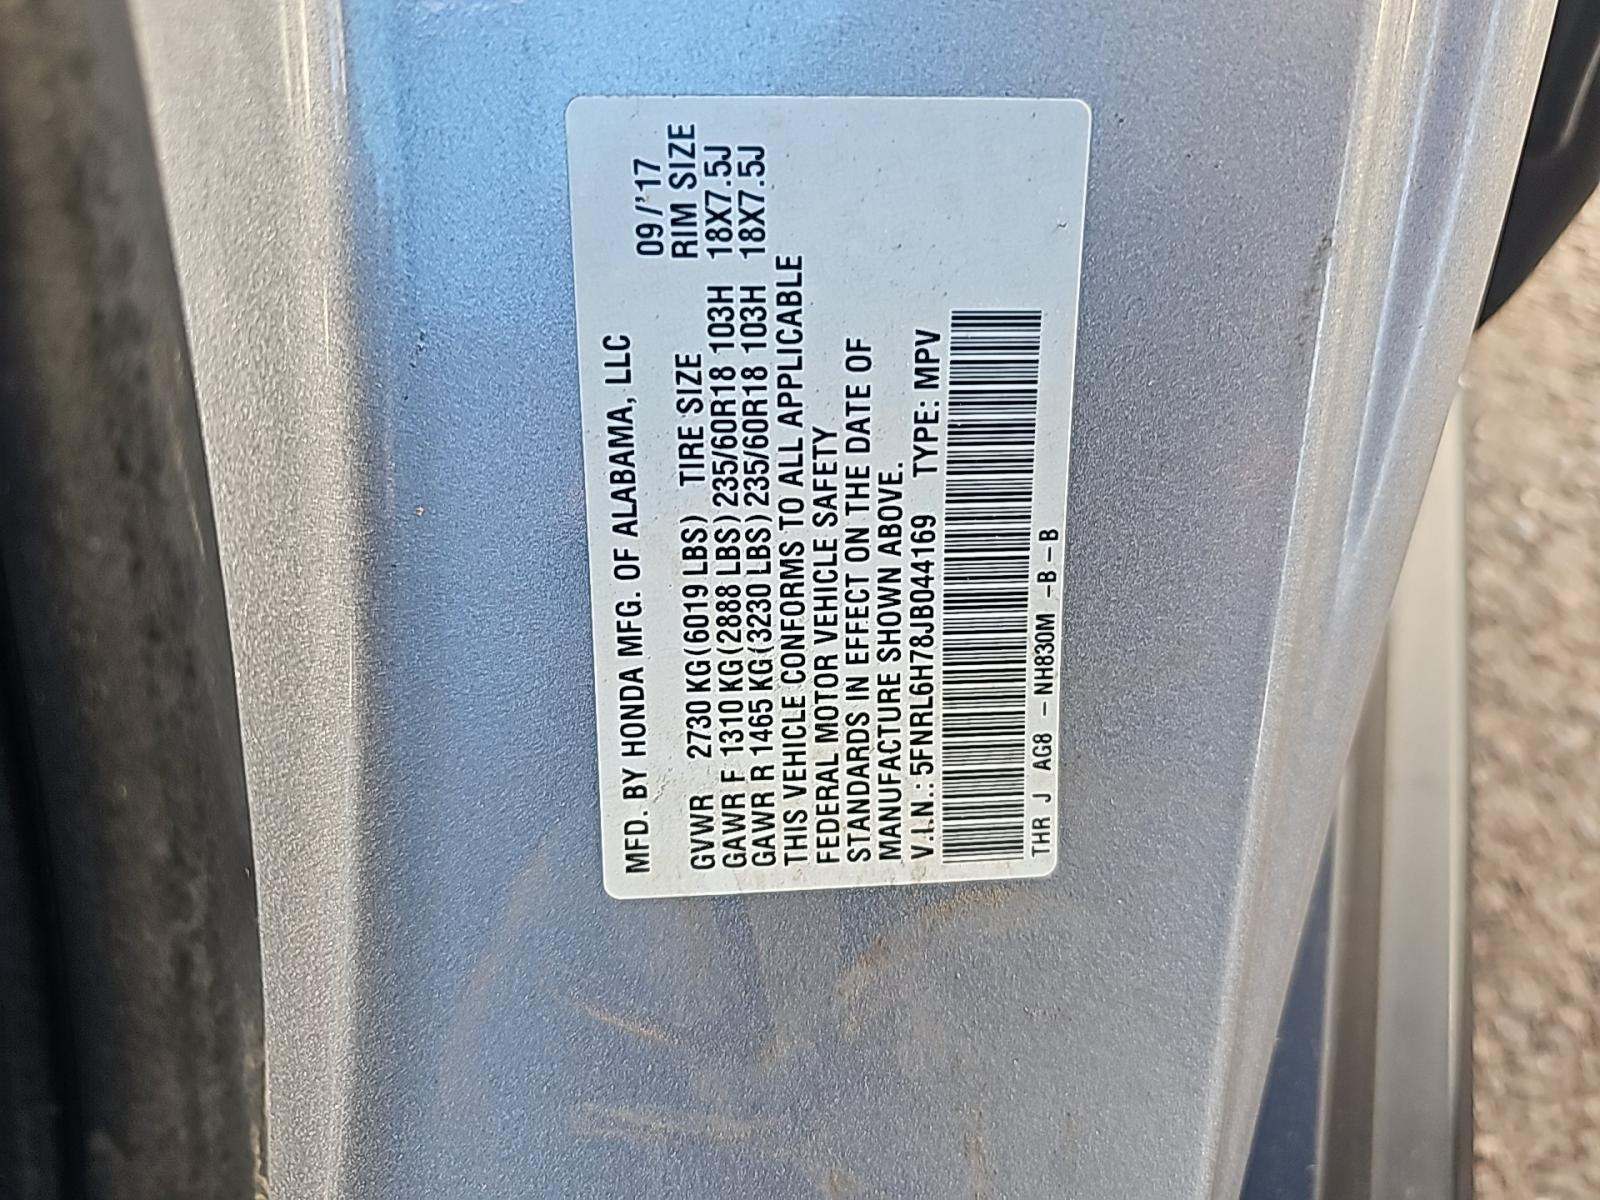 MFD. BY HONDA MFG. OF ALABAMA, LLC
09/'17
GVWR 2730 KG (6019 LBS) TIRE SIZE RIM SIZE
GAWR F 1310 KG (2888 LBS) 235/60R18 103H 18X7.5J
GAWR R 1465 KG (3230 LBS) 235/60R18 103H 18X7.5J
THIS VEHICLE CONFORMS TO ALL APPLICABLE
FEDERAL MOTOR VEHICLE SAFETY
STANDARDS IN EFFECT ON THE DATE OF
MANUFACTURE SHOWN ABOVE.
V.I.N.: 5FNRL6H78JB044169 TYPE: MPV
THR J AG8 - NH830M - B - B